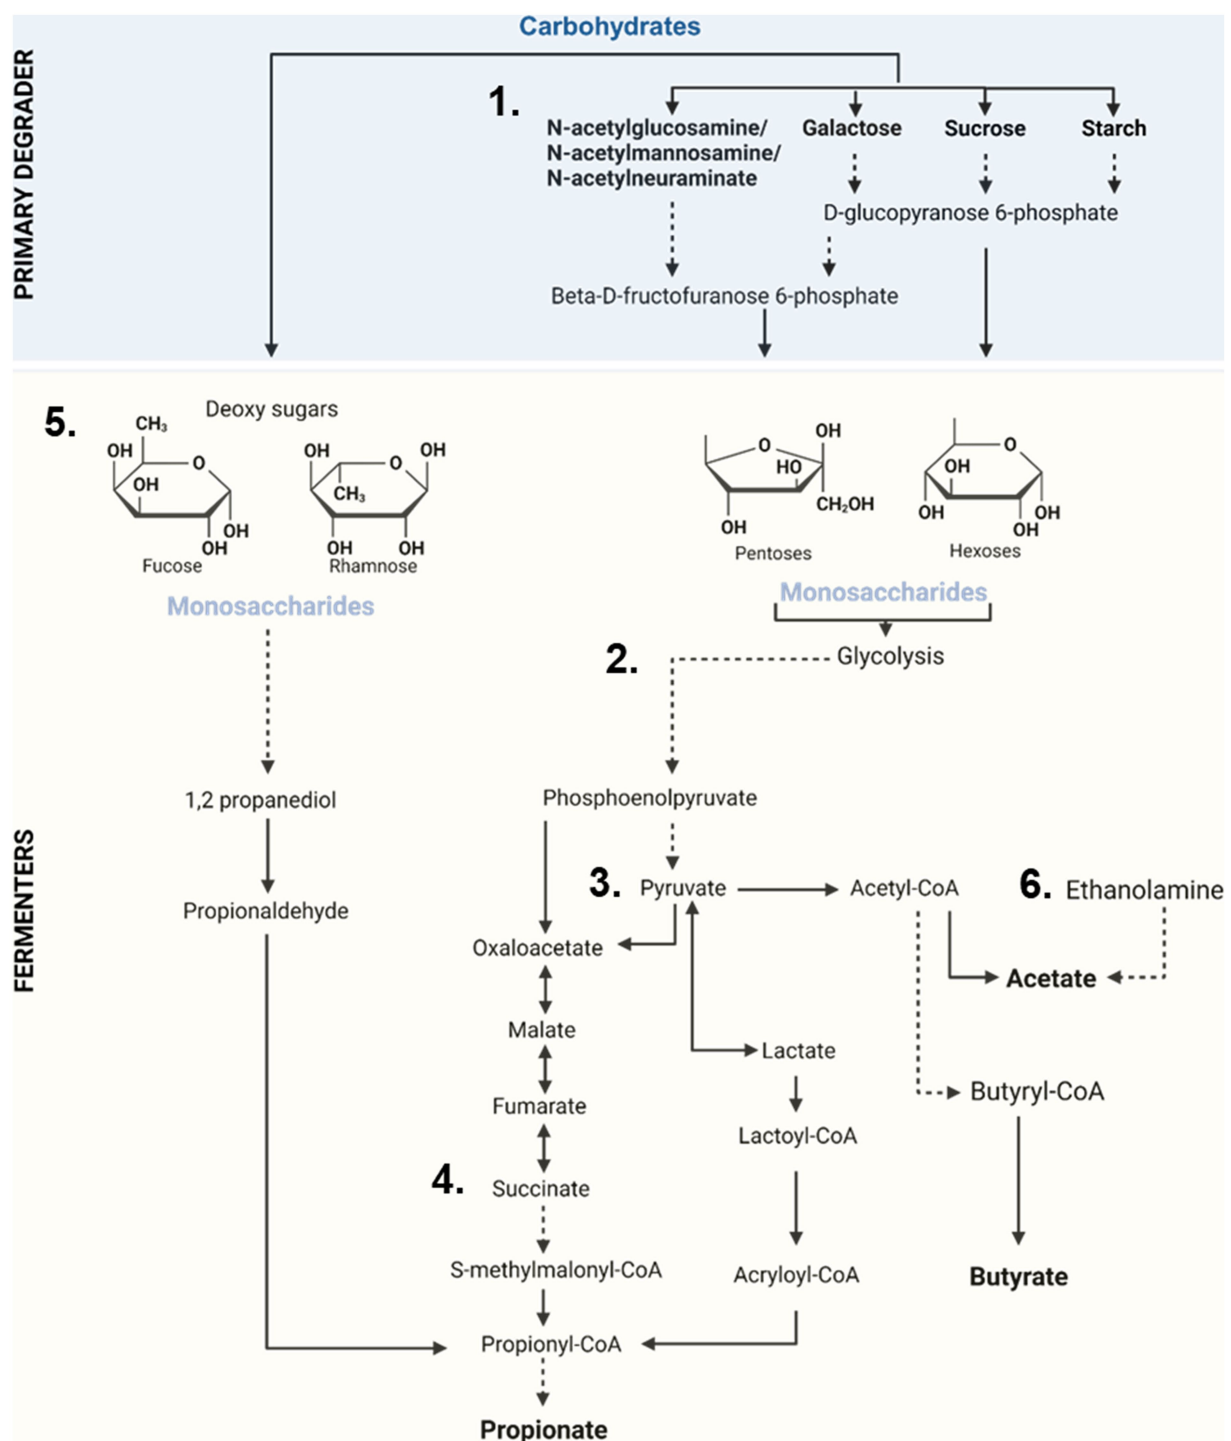 Carbohydrates
PRIMARY DEGRADER
1.
N-acetylglucosamine/
N-acetylmannosamine/
N-acetylneuraminate
Galactose
Sucrose
Starch
D-glucopyranose 6-phosphate
Beta-D-fructofuranose 6-phosphate
FERMENTERS
5.
Deoxy sugars
CH₃
OH
O
OH
OH
OH
Fucose
OH
O
OH
CH₃
OH
OH
Rhamnose
Monosaccharides
O
OH
HO
CH₂OH
OH
Pentoses
O
OH
OH
OH
OH
Hexoses
Monosaccharides
2.
Glycolysis
1,2 propanediol
Phosphoenolpyruvate
Propionaldehyde
3.
Pyruvate
Acetyl-CoA
6.
Ethanolamine
Oxaloacetate
Acetate
Malate
Lactate
Fumarate
Butyryl-CoA
Lactoyl-CoA
4.
Succinate
S-methylmalonyl-CoA
Acryloyl-CoA
Butyrate
Propionyl-CoA
Propionate